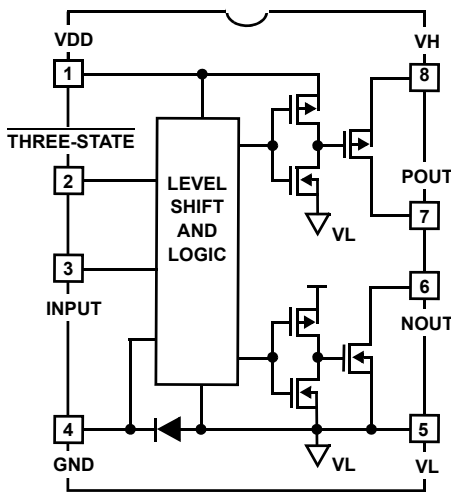 VDD
VH
1
8
THREE-STATE
2
LEVEL
SHIFT
AND
LOGIC
POUT
VL
7
3
INPUT
6
NOUT
4
5
GND
VL
VL